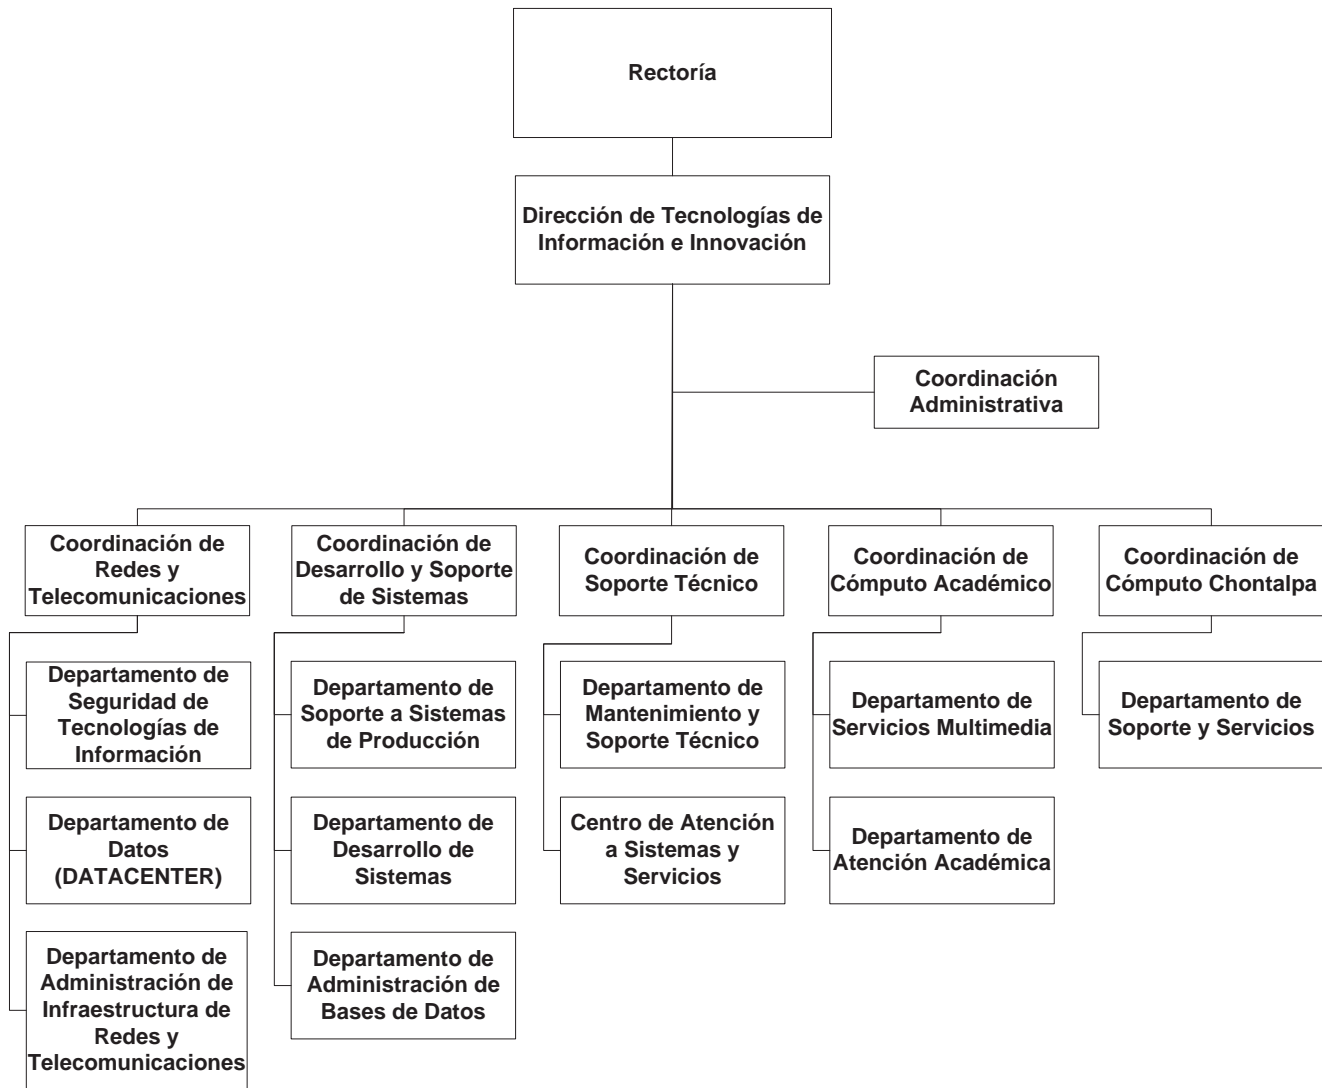 Rectoría
Dirección de Tecnologías de
Información e Innovación
Coordinación
Administrativa
Coordinación de
Redes y
Telecomunicaciones
Coordinación de
Desarrollo y Soporte
de Sistemas
Coordinación de
Soporte Técnico
Coordinación de
Cómputo Académico
Coordinación de
Cómputo Chontalpa
Departamento de
Seguridad de
Tecnologías de
Información
Departamento de
Soporte a Sistemas
de Producción
Departamento de
Mantenimiento y
Soporte Técnico
Departamento de
Servicios Multimedia
Departamento de
Soporte y Servicios
Departamento de
Datos
(DATACENTER)
Departamento de
Desarrollo de
Sistemas
Centro de Atención
a Sistemas y
Servicios
Departamento de
Atención Académica
Departamento de
Administración de
Infraestructura de
Redes y
Telecomunicaciones
Departamento de
Administración de
Bases de Datos